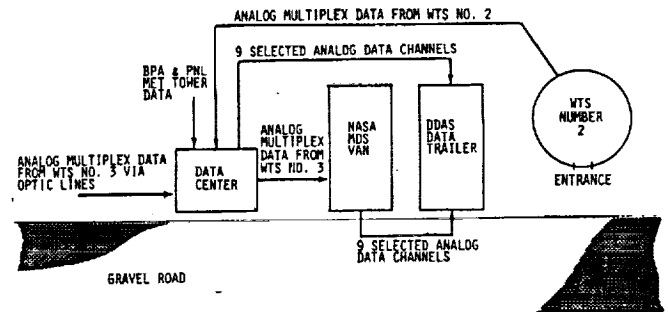 ANALOG MULTIPLEX DATA FROM WTS NO. 2
9 SELECTED ANALOG DATA CHANNELS
BPA & PNL
MET TOWER
DATA
ANALOG MULTIPLEX DATA
FROM WTS NO. 3 VIA
OPTIC LINES
DATA
CENTER
ANALOG
MULTIPLEX
DATA FROM
WTS NO. 3
NASA
MDS
VAN
DDAS
DATA
TRAILER
WTS
NUMBER
2
ENTRANCE
9 SELECTED ANALOG
DATA CHANNELS
GRAVEL ROAD